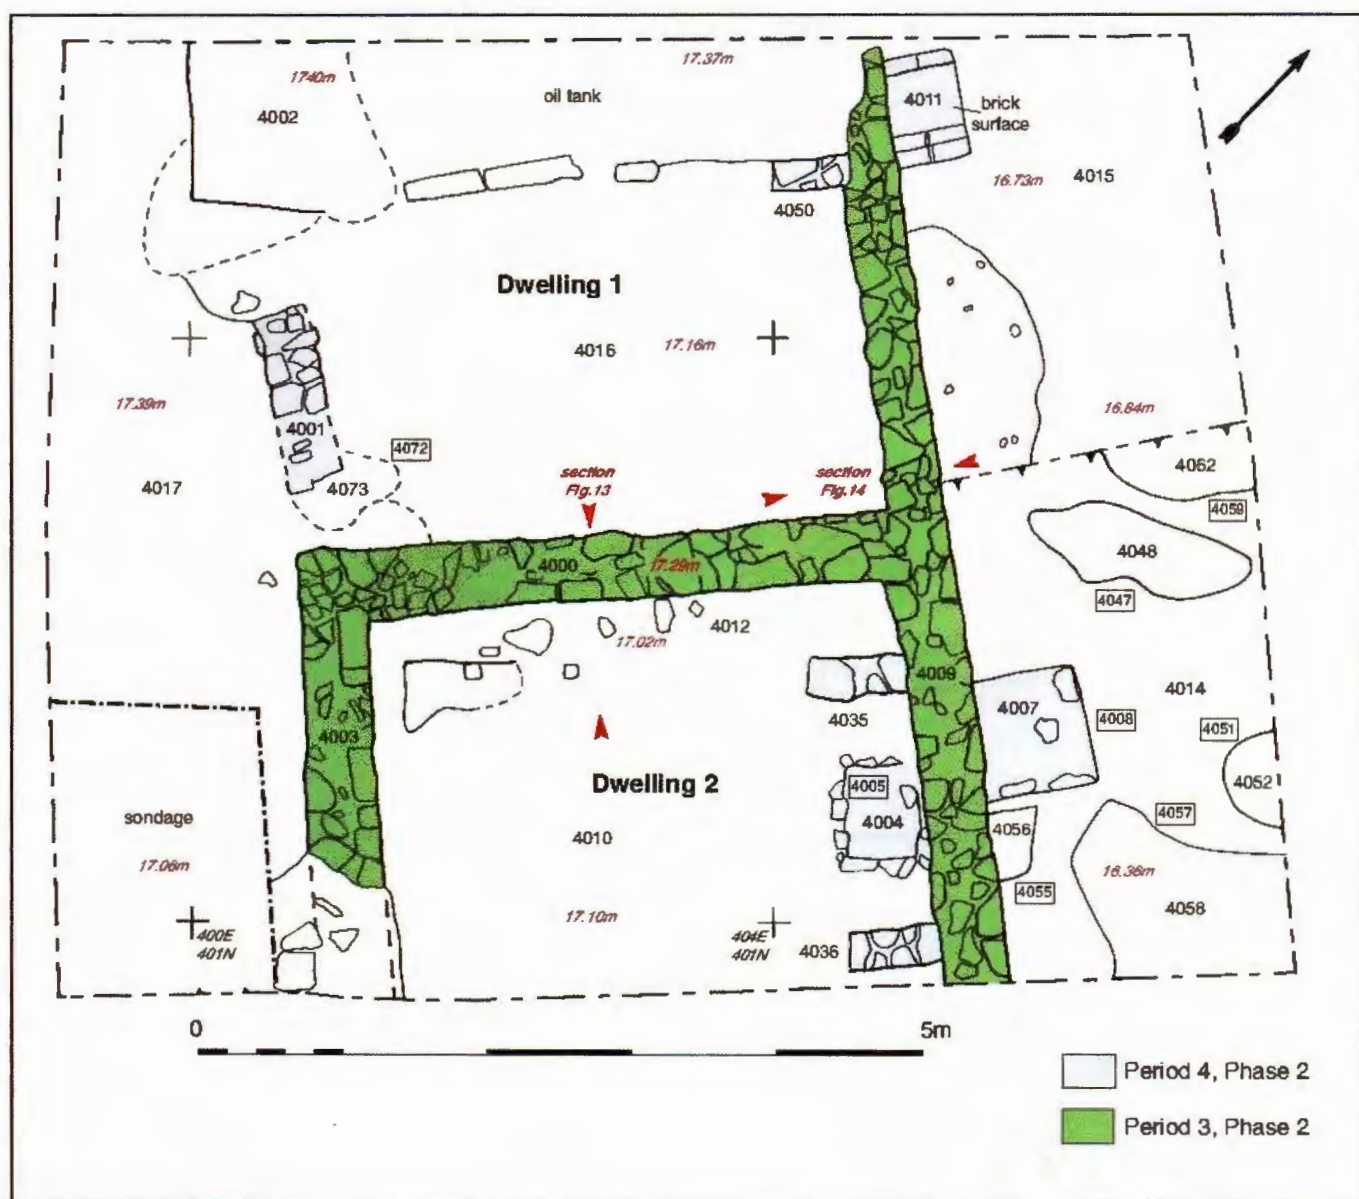 17.37m
1740m
4002
oil tank
4011
brick
surface
16.73m
4015
4050
Dwelling 1
4016
17.16m
17.39m
16.84m
4001
4072
4062
4017
4073
section
Fig.13
section
Fig.14
4059
4048
4000
17.29m
4047
4012
17.02m
4009
4014
4003
4035
4007
4008
4051
Dwelling 2
4005
4052
sondage
4004
4056
4057
4010
17.06m
16.36m
4055
4058
17.10m
400E
401N
404E
401N
4036
0
5m
Period 4, Phase 2
Period 3, Phase 2